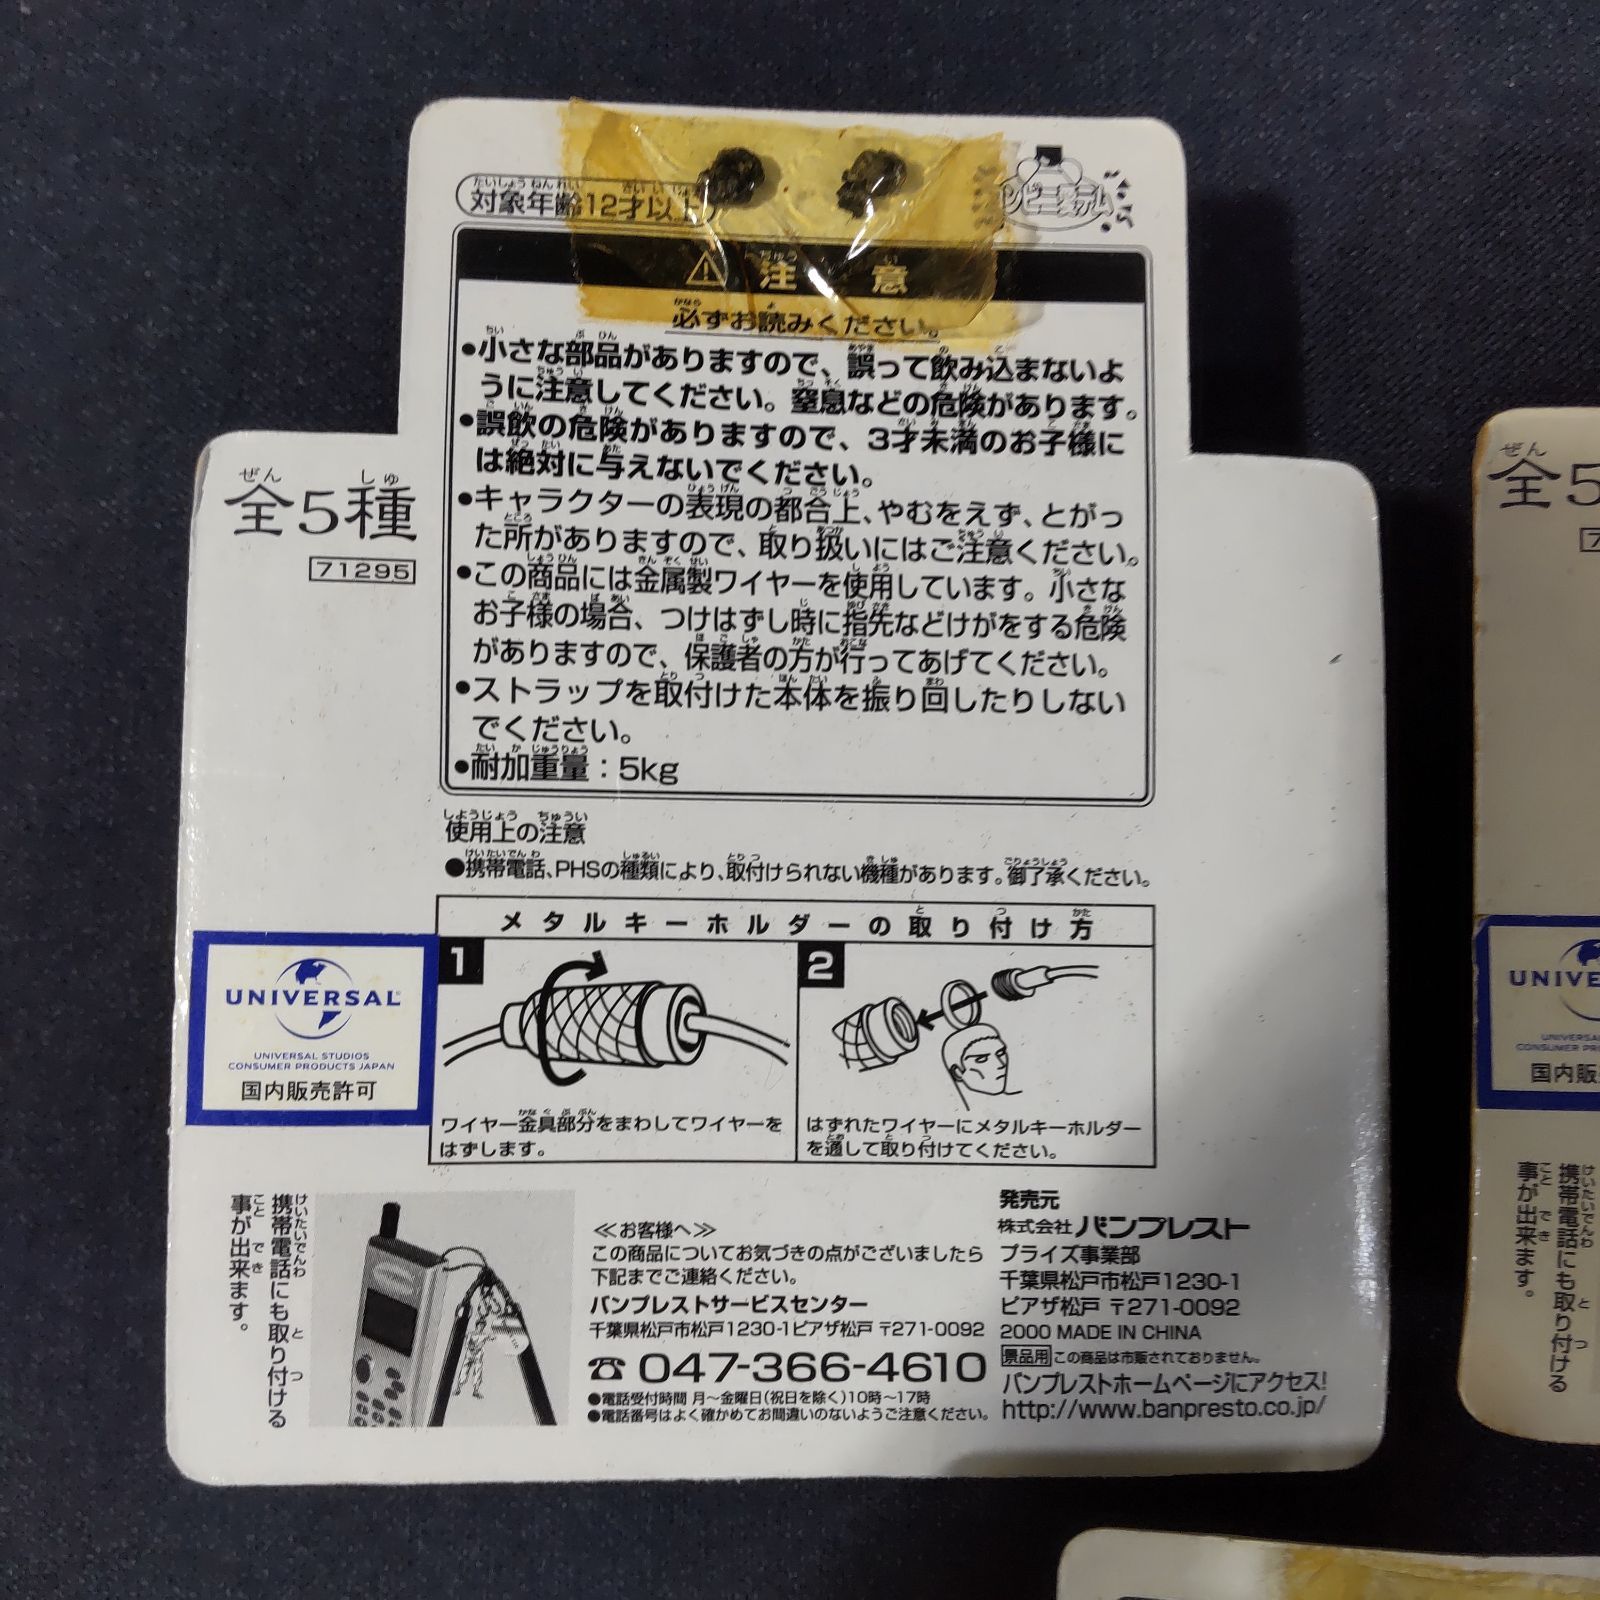 対象年齢12才以上
注意
必ずお読みください。
●小さな部品がありますので、誤って飲み込まないよ
うに注意してください。窒息などの危険があります。
●誤飲の危険がありますので、3才未満のお子様に
は絶対に与えないでください。
●キャラクターの表現の都合上、やむをえず、とがっ
た所がありますので、取り扱いにはご注意ください。
●この商品には金属製ワイヤーを使用しています。小さな
お子様の場合、つけはずし時に指先などけがをする危険
がありますので、保護者の方が行ってあげてください。
●ストラップを取付けた本体を振り回したりしない
でください。
●耐加重量：5kg
全5種
71295
使用上の注意
●携帯電話、PHSの種類により、取付けられない機種があります。御了承ください。
メタルキーホルダーの取り付け方
1
ワイヤー金具部分をまわしてワイヤーを
はずします。
2
はずれたワイヤーにメタルキーホルダー
を通して取り付けてください。
UNIVERSAL
UNIVERSAL STUDIOS
CONSUMER PRODUCTS JAPAN
国内販売許可
携帯電話にも取り付ける
事が出来ます。
≪お客様へ≫
この商品についてお気づきの点がございましたら
下記までご連絡ください。
バンプレストサービスセンター
千葉県松戸市松戸1230-1ピアザ松戸 〒271-0092
☎ 047-366-4610
●電話受付時間 月～金曜日(祝日を除く)10時～17時
●電話番号はよく確かめてお間違いのないようご注意ください。
発売元
株式会社バンプレスト
プライズ事業部
千葉県松戸市松戸1230-1
ピアザ松戸 〒271-0092
2000 MADE IN CHINA
景品用 この商品は市販されておりません。
バンプレストホームページにアクセス!
http://www.banpresto.co.jp/
全5
UNIVE
国内販
携帯電話にも取り付ける
事が出来ます。